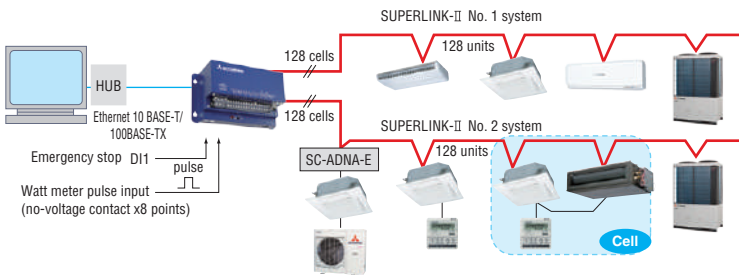 SUPERLINK-Ⅱ No. 1 system
128 cells
128 units
HUB
Ethernet 10 BASE-T/
100BASE-TX
128 cells
SUPERLINK-Ⅱ No. 2 system
128 units
Emergency stop DI1
pulse
SC-ADNA-E
Watt meter pulse input
(no-voltage contact x8 points)
Cell